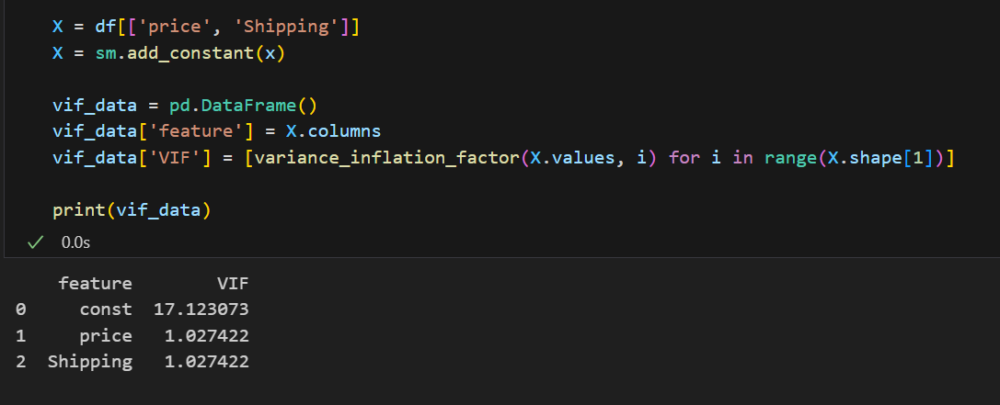 X = df[['price', 'Shipping']]
X = sm.add_constant(x)
vif_data = pd.DataFrame()
vif_data['feature'] = X.columns
vif_data['VIF'] = [variance_inflation_factor(X.values, i) for i in range(X.shape[1])]
print(vif_data)
0.0s
feature VIF
0 const 17.123073
1 price 1.027422
2 Shipping 1.027422